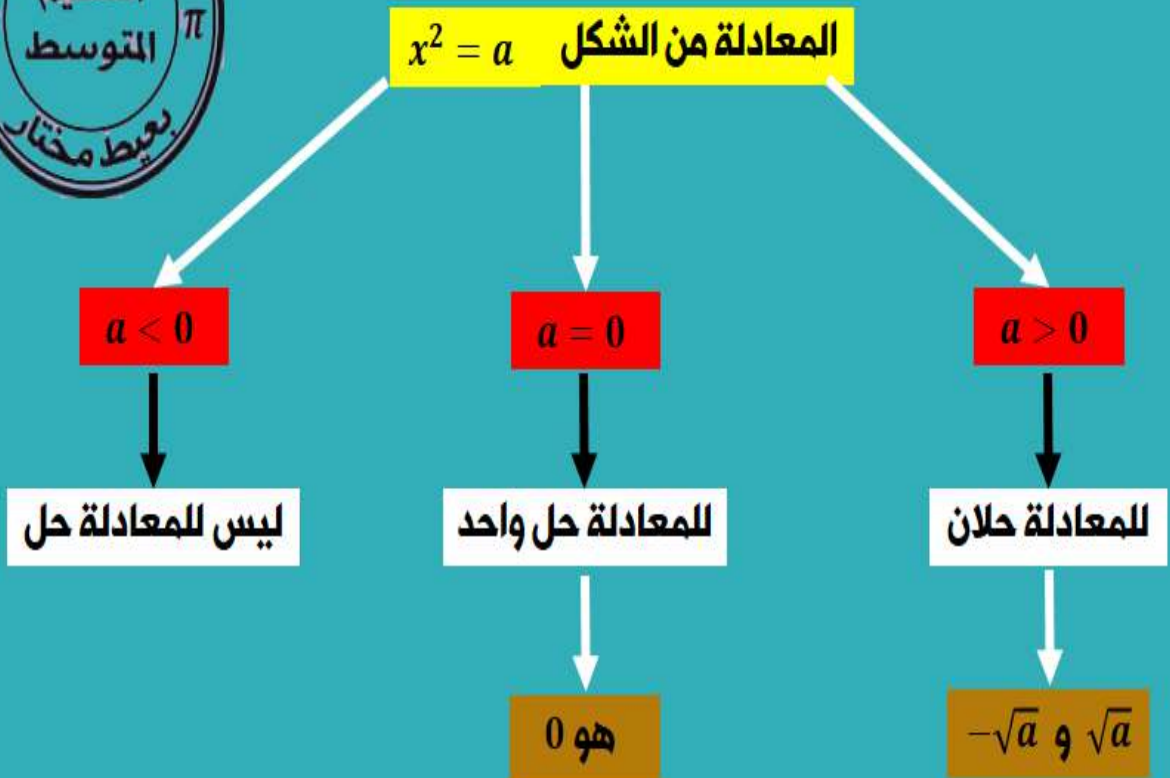 المعادلة من الشكل x² = a
a > 0
a = 0
a < 0
للمعادلة حلان
للمعادلة حل واحد
ليس للمعادلة حل
√a و −√a
هو 0
π
المتوسط
بعيط مختار